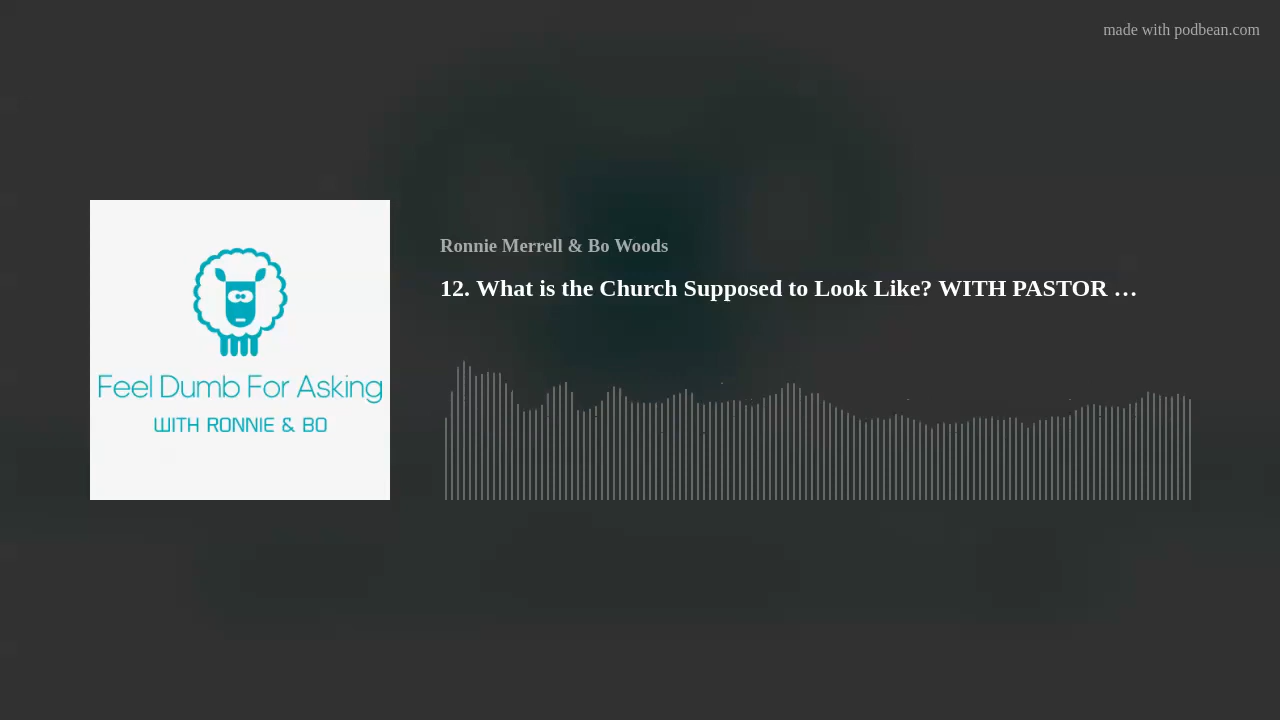 made with podbean.com
Ronnie Merrell & Bo Woods
12. What is the Church Supposed to Look Like? WITH PASTOR …
Feel Dumb For Asking
WITH RONNIE & BO